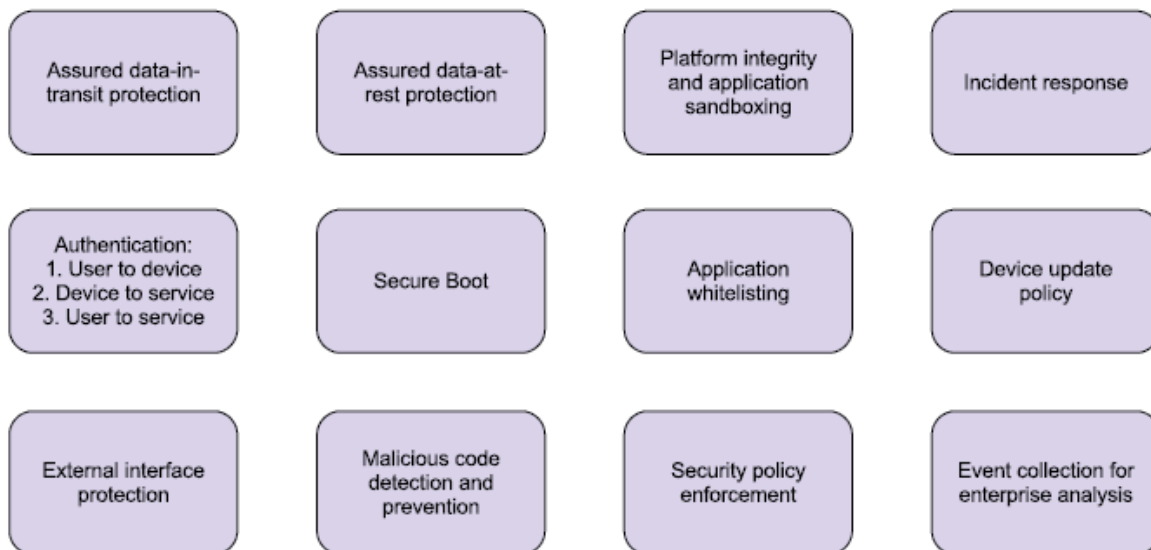 Assured data-in-
transit protection
Assured data-at-
rest protection
Platform integrity
and application
sandboxing
Incident response
Authentication:
1. User to device
2. Device to service
3. User to service
Secure Boot
Application
whitelisting
Device update
policy
External interface
protection
Malicious code
detection and
prevention
Security policy
enforcement
Event collection for
enterprise analysis